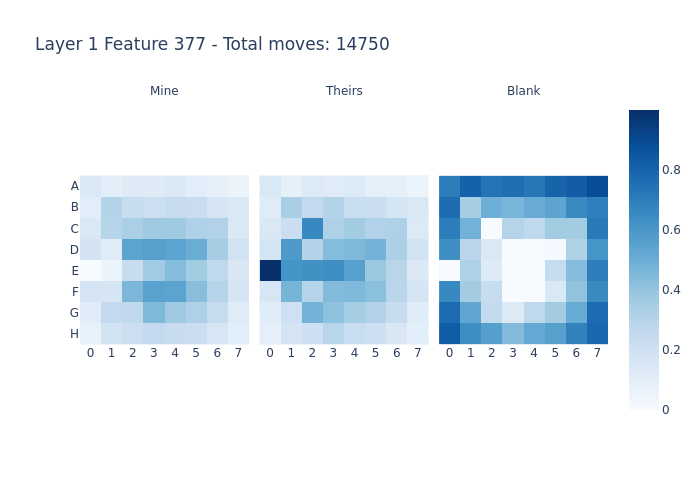 Layer 1 Feature 377 - Total moves: 14750
Mine Theirs Blank
A
B
C
D
E
F
G
H
0 1 2 3 4 5 6 7 0 1 2 3 4 5 6 7 0 1 2 3 4 5 6 7
0.8
0.6
0.4
0.2
0